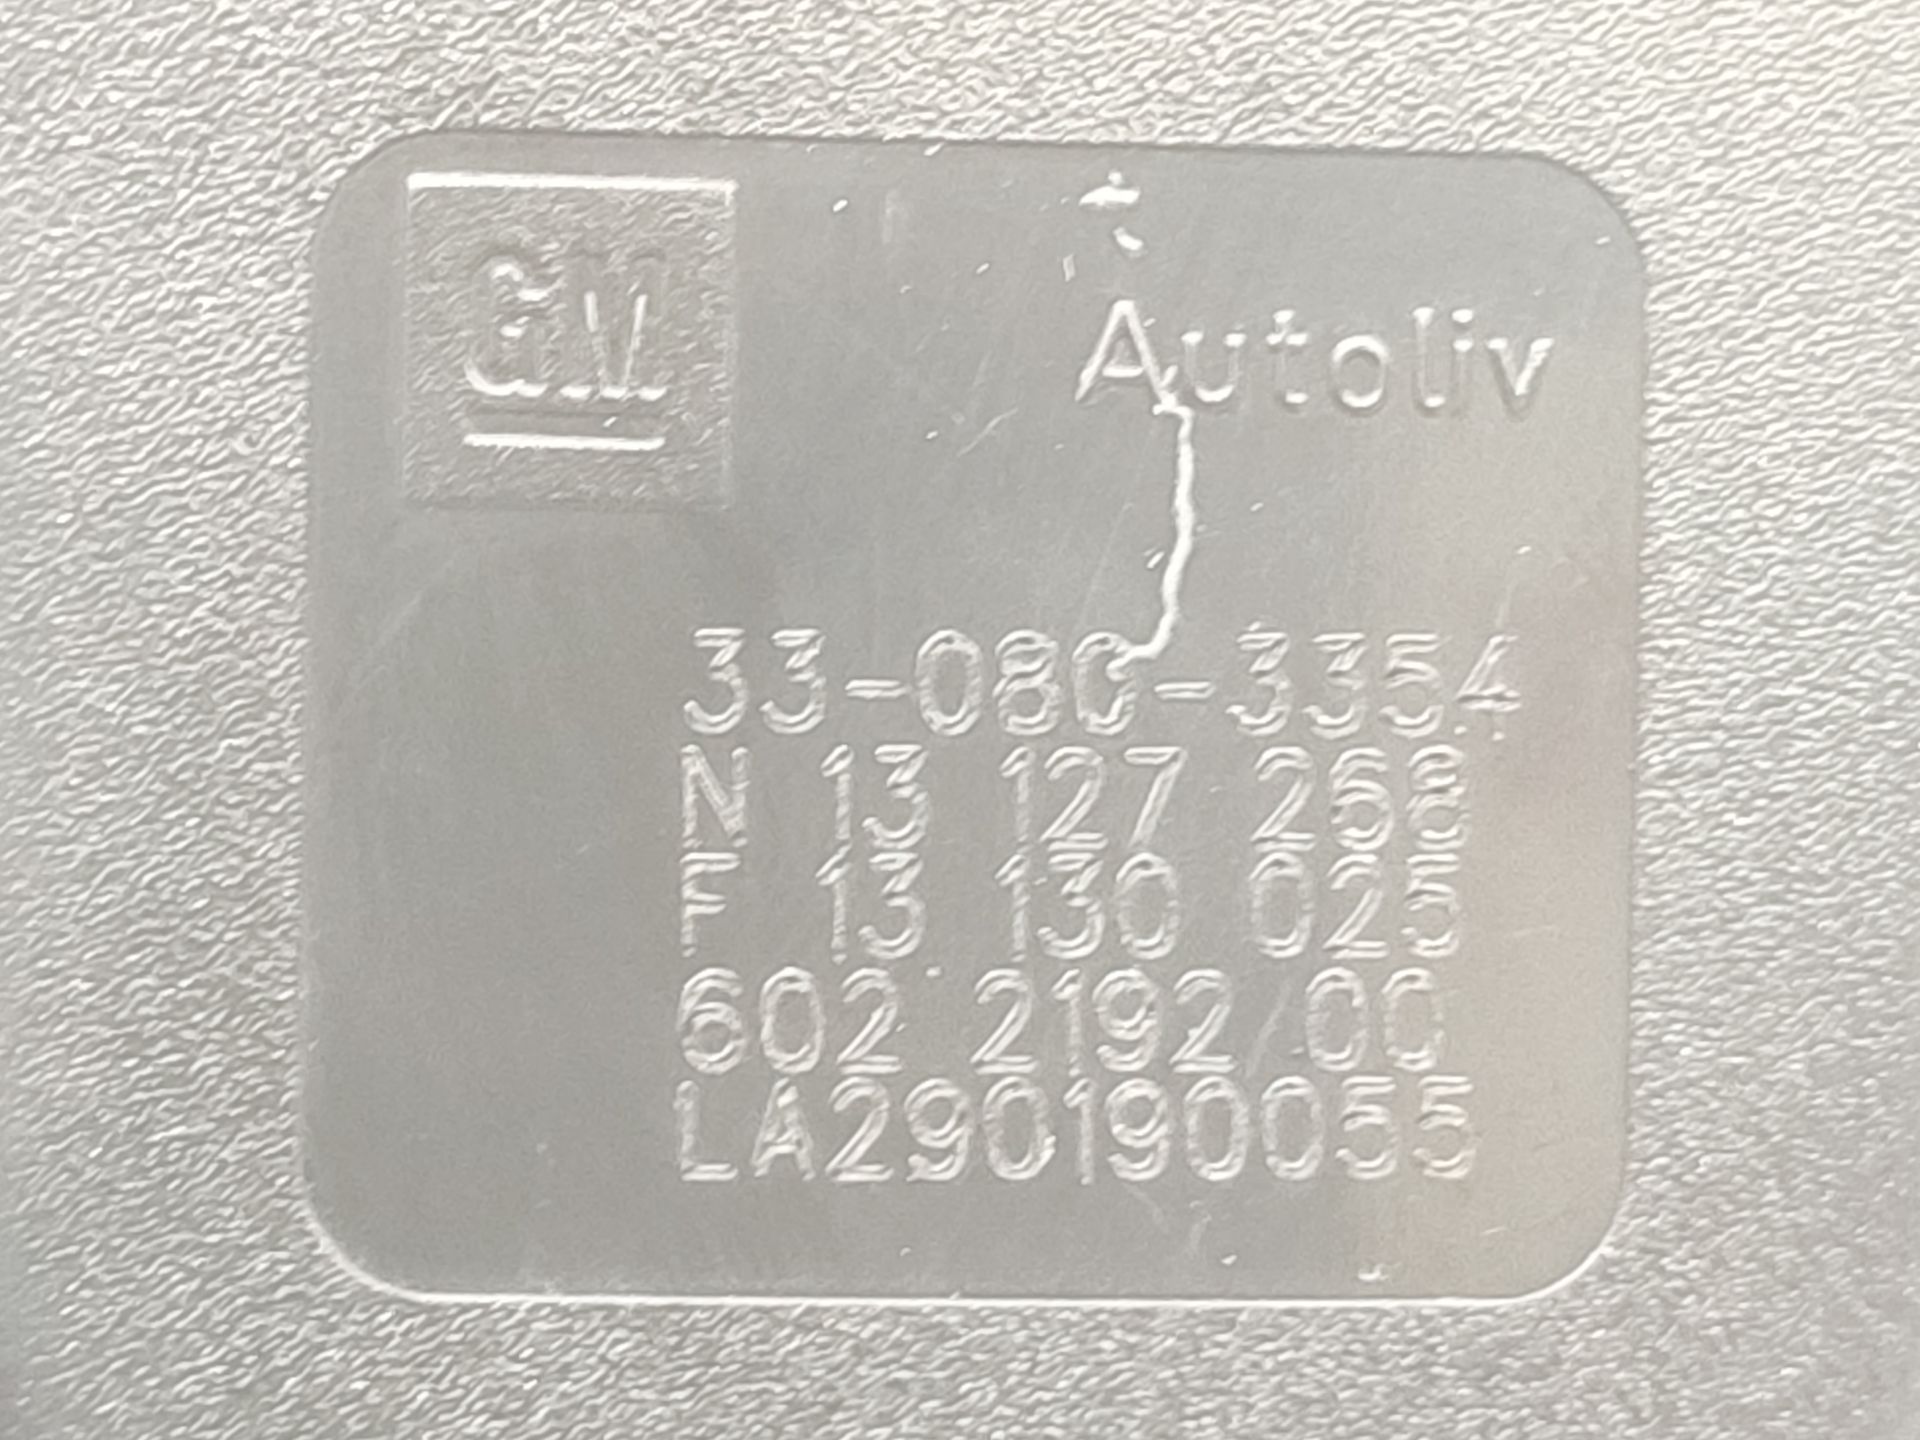 GM
Autoliv
33-080-3354
N 13 127 268
F 13 130 025
602 2192 00
LA290190055